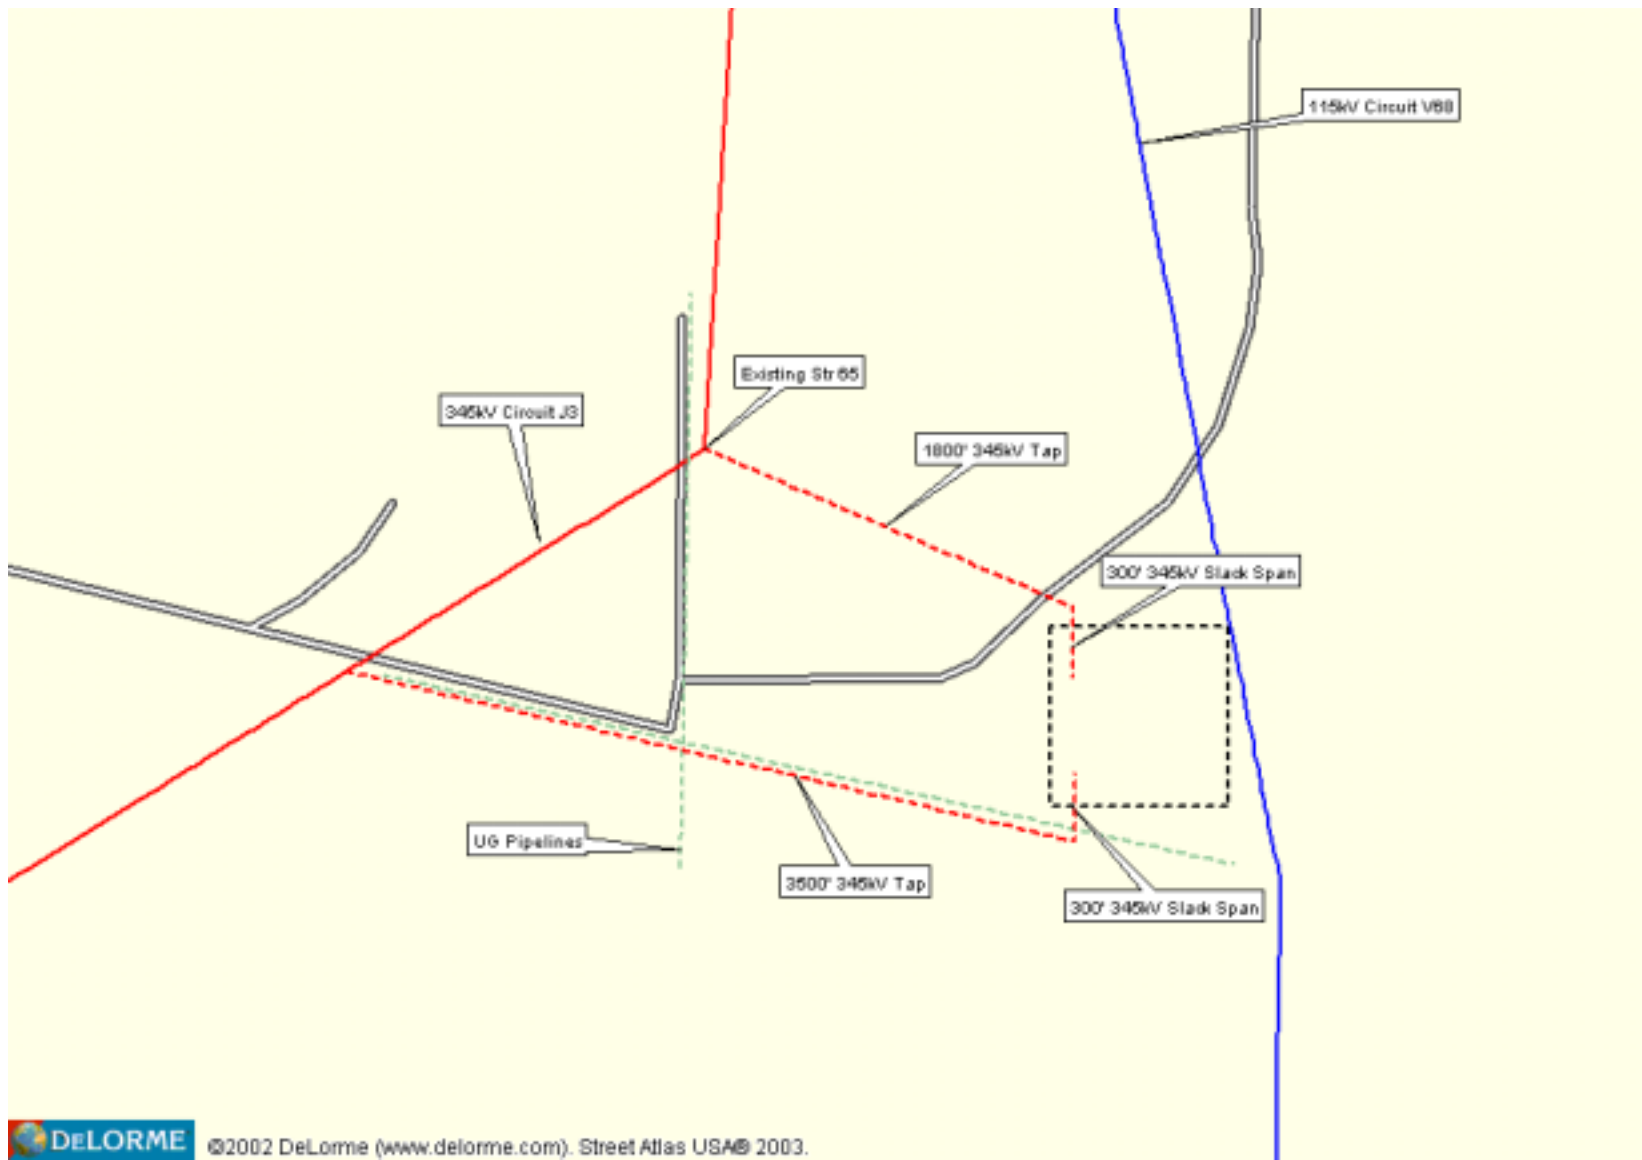 115kV Circuit V68
Existing Str 65
345kV Circuit J3
1800' 345kV Tap
300' 345kV Slack Span
UG Pipelines
3500' 345kV Tap
300' 345kV Slack Span
DELORME
©2002 DeLorme (www.delorme.com). Street Atlas USA® 2003.